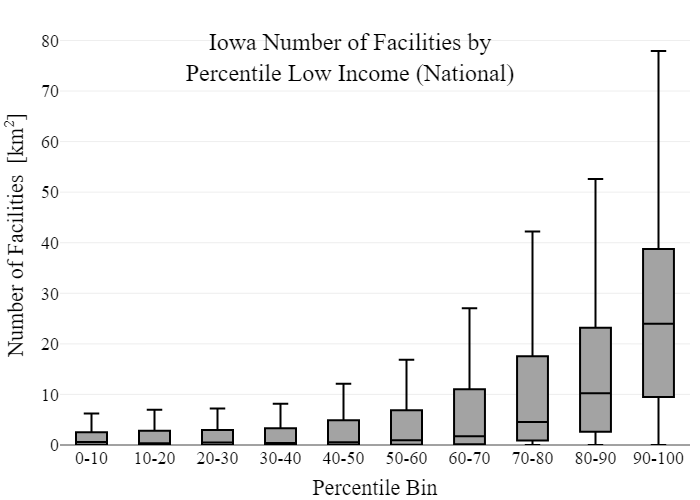 Iowa Number of Facilities by
Percentile Low Income (National)
Number of Facilities [km²]
80
70
60
50
40
30
20
10
0
0-10 10-20 20-30 30-40 40-50 50-60 60-70 70-80 80-90 90-100
Percentile Bin